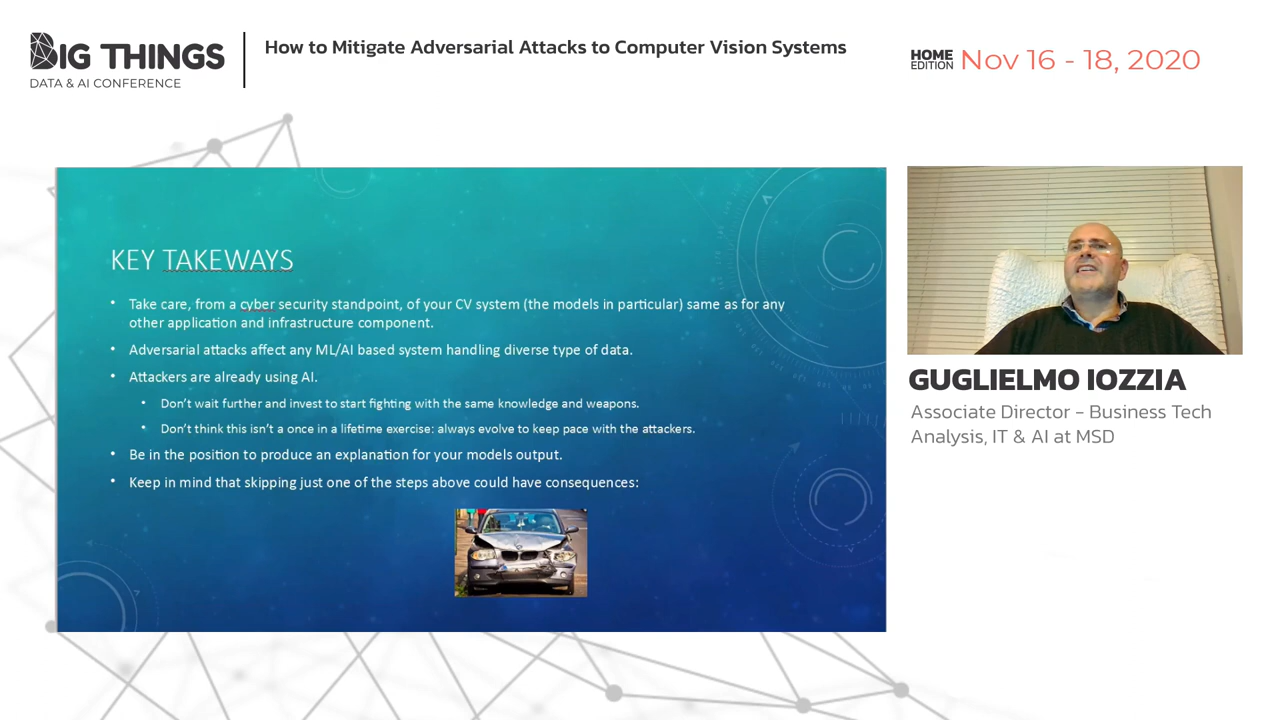 BIG THINGS
DATA & AI CONFERENCE
How to Mitigate Adversarial Attacks to Computer Vision Systems
HOME
EDITION
Nov 16 - 18, 2020
KEY TAKEWAYS
• Take care, from a cyber security standpoint, of your CV system (the models in particular) same as for any
other application and infrastructure component.
• Adversarial attacks affect any ML/AI based system handling diverse type of data.
• Attackers are already using AI.
• Don't wait further and invest to start fighting with the same knowledge and weapons.
• Don't think this isn't a once in a lifetime exercise: always evolve to keep pace with the attackers.
• Be in the position to produce an explanation for your models output.
• Keep in mind that skipping just one of the steps above could have consequences:
GUGLIELMO IOZZIA
Associate Director - Business Tech
Analysis, IT & AI at MSD